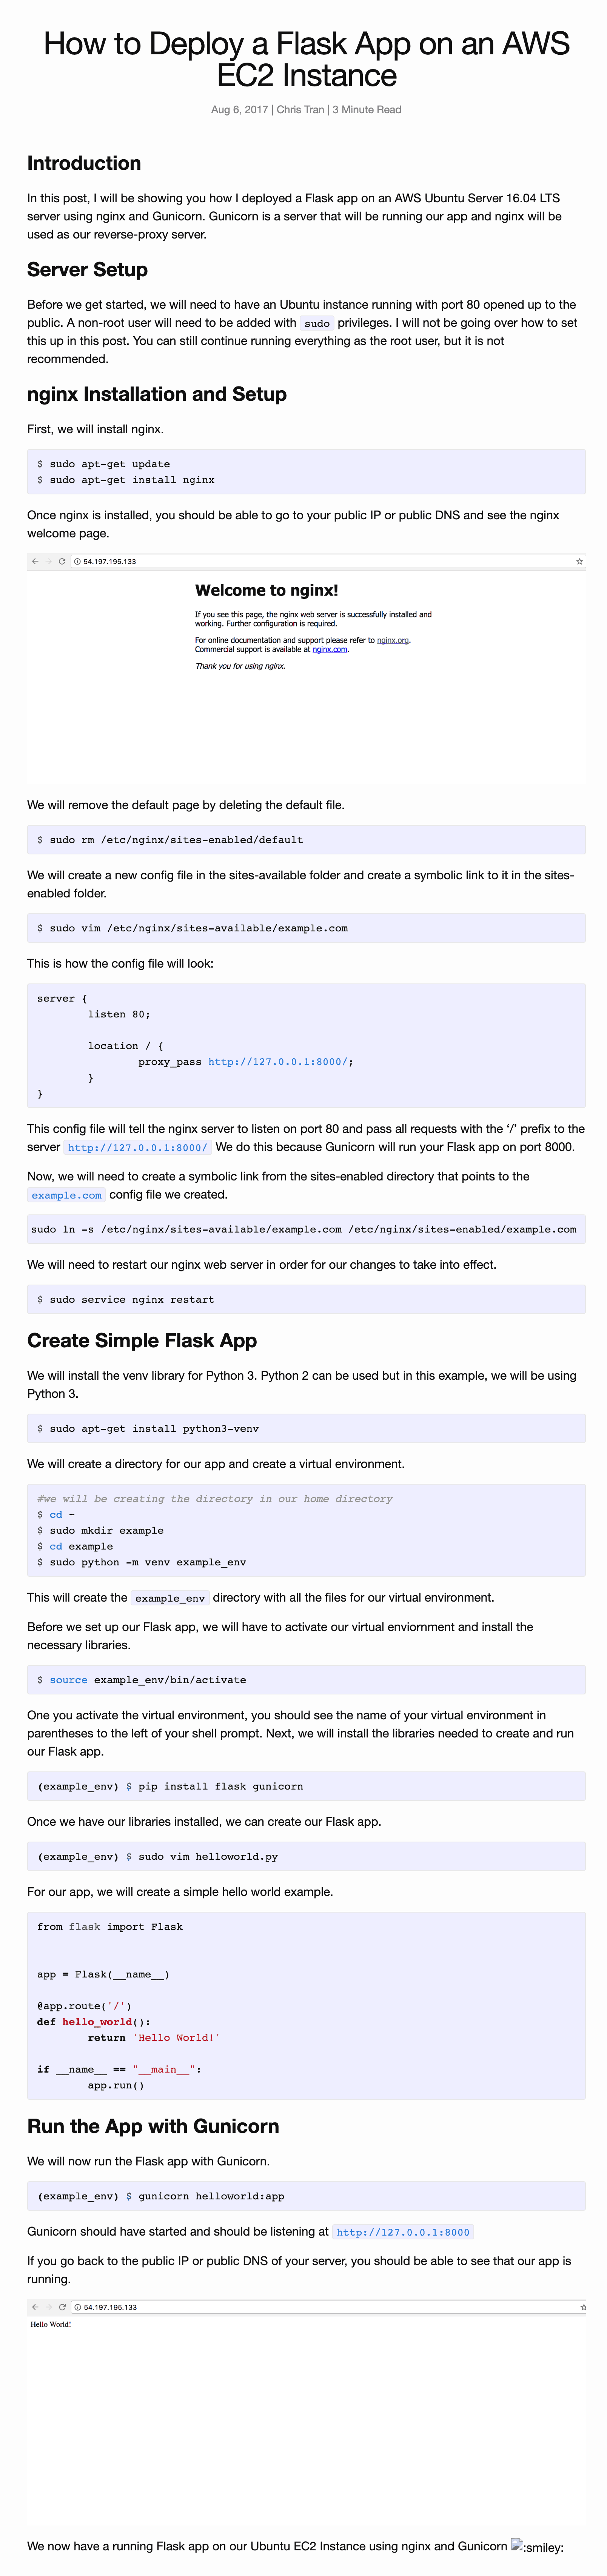 How to Deploy a Flask App on an AWS
EC2 Instance
Aug 6, 2017 | Chris Tran | 3 Minute Read
Introduction
In this post, I will be showing you how I deployed a Flask app on an AWS Ubuntu Server 16.04 LTS
server using nginx and Gunicorn. Gunicorn is a server that will be running our app and nginx will be
used as our reverse-proxy server.
Server Setup
Before we get started, we will need to have an Ubuntu instance running with port 80 opened up to the
public. A non-root user will need to be added with sudo privileges. I will not be going over how to set
this up in this post. You can still continue running everything as the root user, but it is not
recommended.
nginx Installation and Setup
First, we will install nginx.
$ sudo apt-get update
$ sudo apt-get install nginx
Once nginx is installed, you should be able to go to your public IP or public DNS and see the nginx
welcome page.
54.197.195.133
Welcome to nginx!
If you see this page, the nginx web server is successfully installed and
working. Further configuration is required.
For online documentation and support please refer to nginx.org.
Commercial support is available at nginx.com.
Thank you for using nginx.
We will remove the default page by deleting the default file.
$ sudo rm /etc/nginx/sites-enabled/default
We will create a new config file in the sites-available folder and create a symbolic link to it in the sites-
enabled folder.
$ sudo vim /etc/nginx/sites-available/example.com
This is how the config file will look:
server {
listen 80;
location / {
proxy_pass http://127.0.0.1:8000/;
}
}
This config file will tell the nginx server to listen on port 80 and pass all requests with the ‘/’ prefix to the
server http://127.0.0.1:8000/ We do this because Gunicorn will run your Flask app on port 8000.
Now, we will need to create a symbolic link from the sites-enabled directory that points to the
example.com config file we created.
sudo ln -s /etc/nginx/sites-available/example.com /etc/nginx/sites-enabled/example.com
We will need to restart our nginx web server in order for our changes to take into effect.
$ sudo service nginx restart
Create Simple Flask App
We will install the venv library for Python 3. Python 2 can be used but in this example, we will be using
Python 3.
$ sudo apt-get install python3-venv
We will create a directory for our app and create a virtual environment.
#we will be creating the directory in our home directory
$ cd ~
$ sudo mkdir example
$ cd example
$ sudo python -m venv example_env
This will create the example_env directory with all the files for our virtual environment.
Before we set up our Flask app, we will have to activate our virtual enviornment and install the
necessary libraries.
$ source example_env/bin/activate
One you activate the virtual environment, you should see the name of your virtual environment in
parentheses to the left of your shell prompt. Next, we will install the libraries needed to create and run
our Flask app.
(example_env) $ pip install flask gunicorn
Once we have our libraries installed, we can create our Flask app.
(example_env) $ sudo vim helloworld.py
For our app, we will create a simple hello world example.
from flask import Flask
app = Flask(__name__)
@app.route('/')
def hello_world():
return 'Hello World!'
if __name__ == "__main__":
app.run()
Run the App with Gunicorn
We will now run the Flask app with Gunicorn.
(example_env) $ gunicorn helloworld:app
Gunicorn should have started and should be listening at http://127.0.0.1:8000
If you go back to the public IP or public DNS of your server, you should be able to see that our app is
running.
54.197.195.133
Hello World!
We now have a running Flask app on our Ubuntu EC2 Instance using nginx and Gunicorn :smiley: